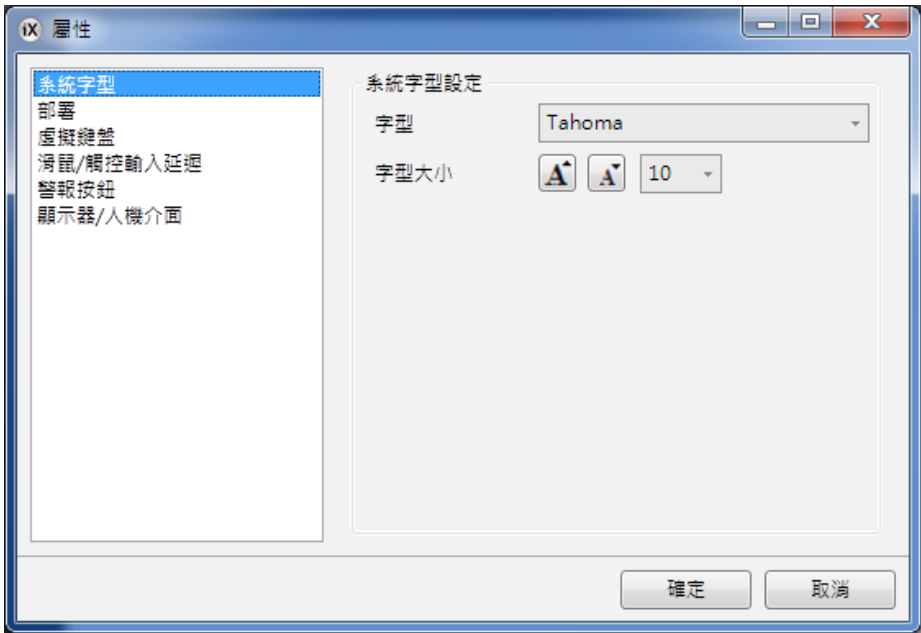 iX 屬性
系統字型
部署
虛擬鍵盤
滑鼠/觸控輸入延遲
警報按鈕
顯示器/人機介面
系統字型設定
字型 Tahoma
字型大小 A A 10
確定 取消